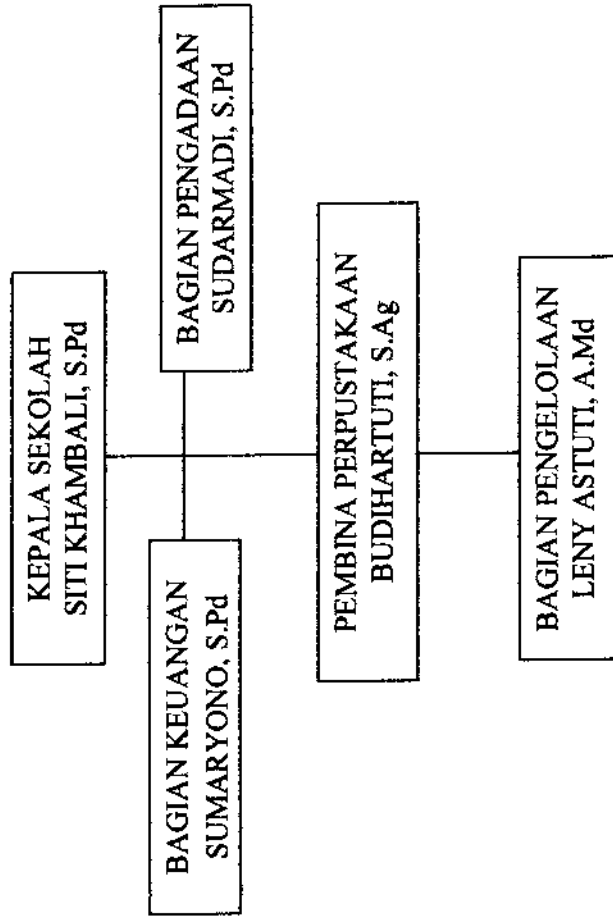 KEPALA SEKOLAH
SITI KHAMBALI, S.Pd
BAGIAN KEUANGAN
SUMARYONO, S.Pd
BAGIAN PENGADAAN
SUDARMADI, S.Pd
PEMBINA PERPUSTAKAAN
BUDIHARTUTI, S.Ag
BAGIAN PENGELOLAAN
LENY ASTUTI, A.Md